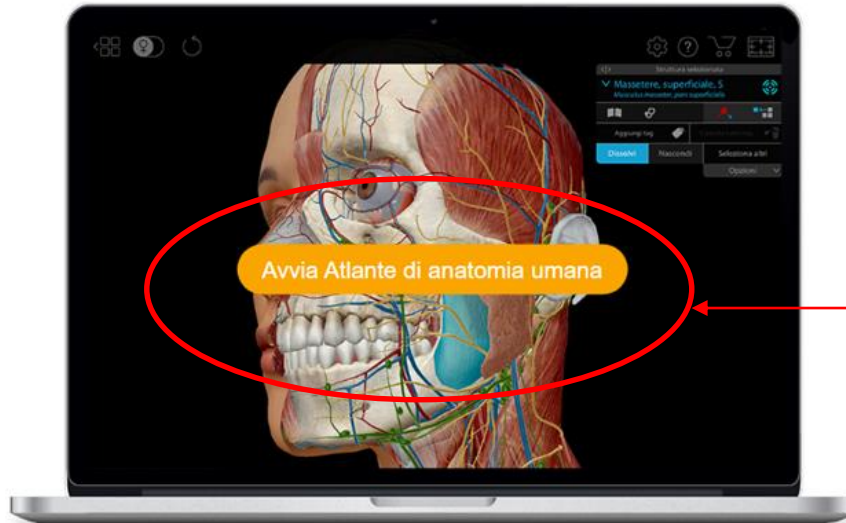 Struttura selezionata
Massetere, superficiale, S
Musculus masseter, pars superficialis
Aggiungi tag
Dissolvi Nascondi Seleziona altri
Opzioni
Avvia Atlante di anatomia umana